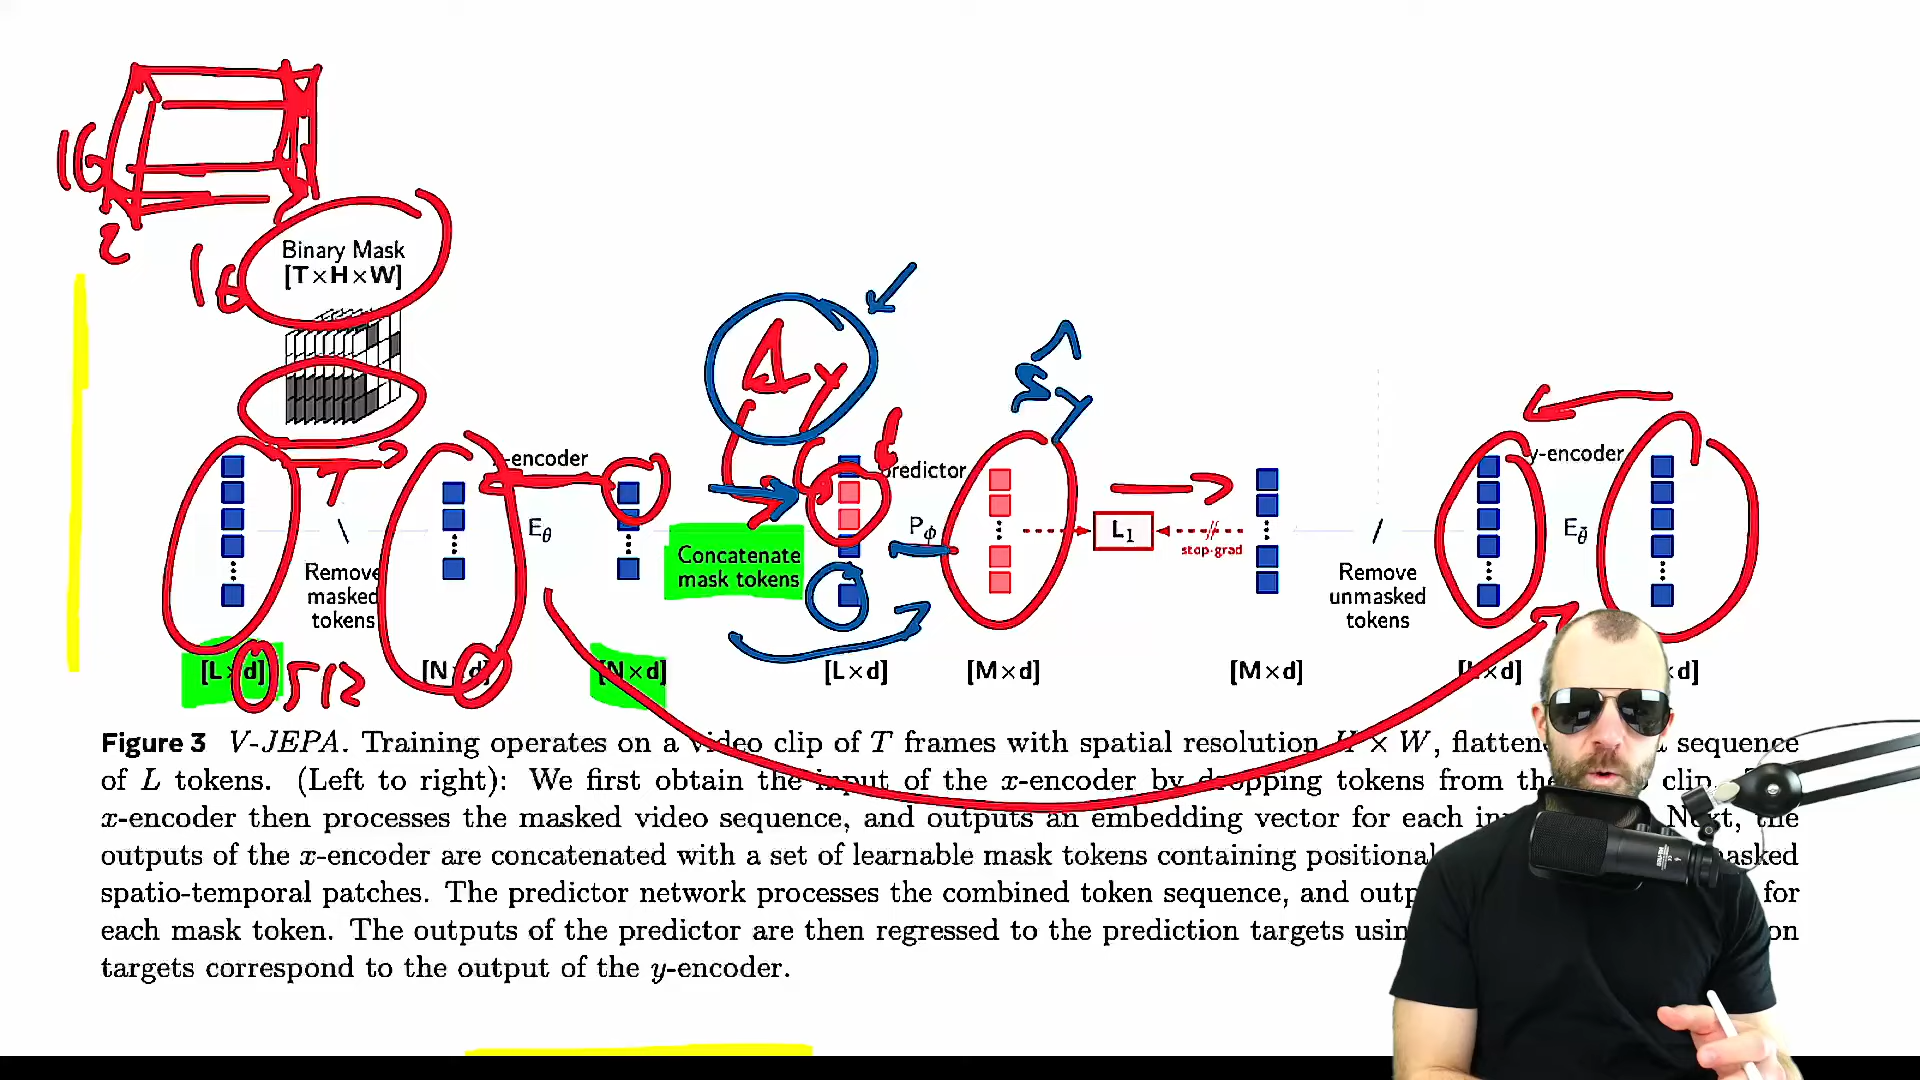 16
2
16
Binary Mask
[T×H×W]
T
Δy
ŝy
-encoder
predictor
y-encoder
E_θ
P_ϕ
L₁
stop-grad
E_θ̄
Concatenate
mask tokens
Remove
masked
tokens
Remove
unmasked
tokens
[L×d]
512
[N×d]
[N×d]
[L×d]
[M×d]
[M×d]
×d]
×d]
Figure 3 V-JEPA. Training operates on a video clip of T frames with spatial resolution H × W, flatten sequence
of L tokens. (Left to right): We first obtain the input of the x-encoder by dropping tokens from the clip.
x-encoder then processes the masked video sequence, and outputs an embedding vector for each Next, the
outputs of the x-encoder are concatenated with a set of learnable mask tokens containing positional masked
spatio-temporal patches. The predictor network processes the combined token sequence, and for
each mask token. The outputs of the predictor are then regressed to the prediction targets
targets correspond to the output of the y-encoder.